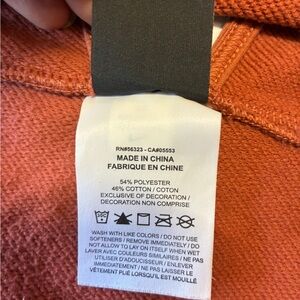 RN#56323 - CA#05553
MADE IN CHINA
FABRIQUE EN CHINE
54% POLYESTER
46% COTTON / COTON
EXCLUSIVE OF DECORATION /
DECORATION NON COMPRISE
WASH WITH LIKE COLORS / DO NOT USE
SOFTENERS / REMOVE IMMEDIATELY / DO
NOT ALLOW TO LAY ON ITSELF WHEN WET
LAVER AVEC COULEURS SIMILAIRES / NE PAS
UTILISER D'ADOUCISSEUR / ENLEVER
IMMÉDIATEMENT / NE PAS LAISSER LE
VÊTEMENT PLIÉ LORSQU'IL EST MOUILLÉ